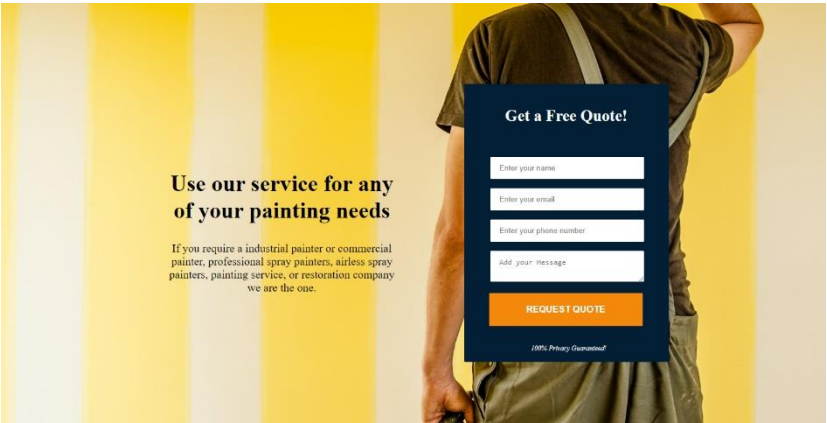 Use our service for any
of your painting needs
If you require a industrial painter or commercial
painter, professional spray painters, airless spray
painters, painting service, or restoration company
we are the one.
Get a Free Quote!
Enter your name
Enter your email
Enter your phone number
Add your Message
REQUEST QUOTE
100% Privacy Guaranteed!